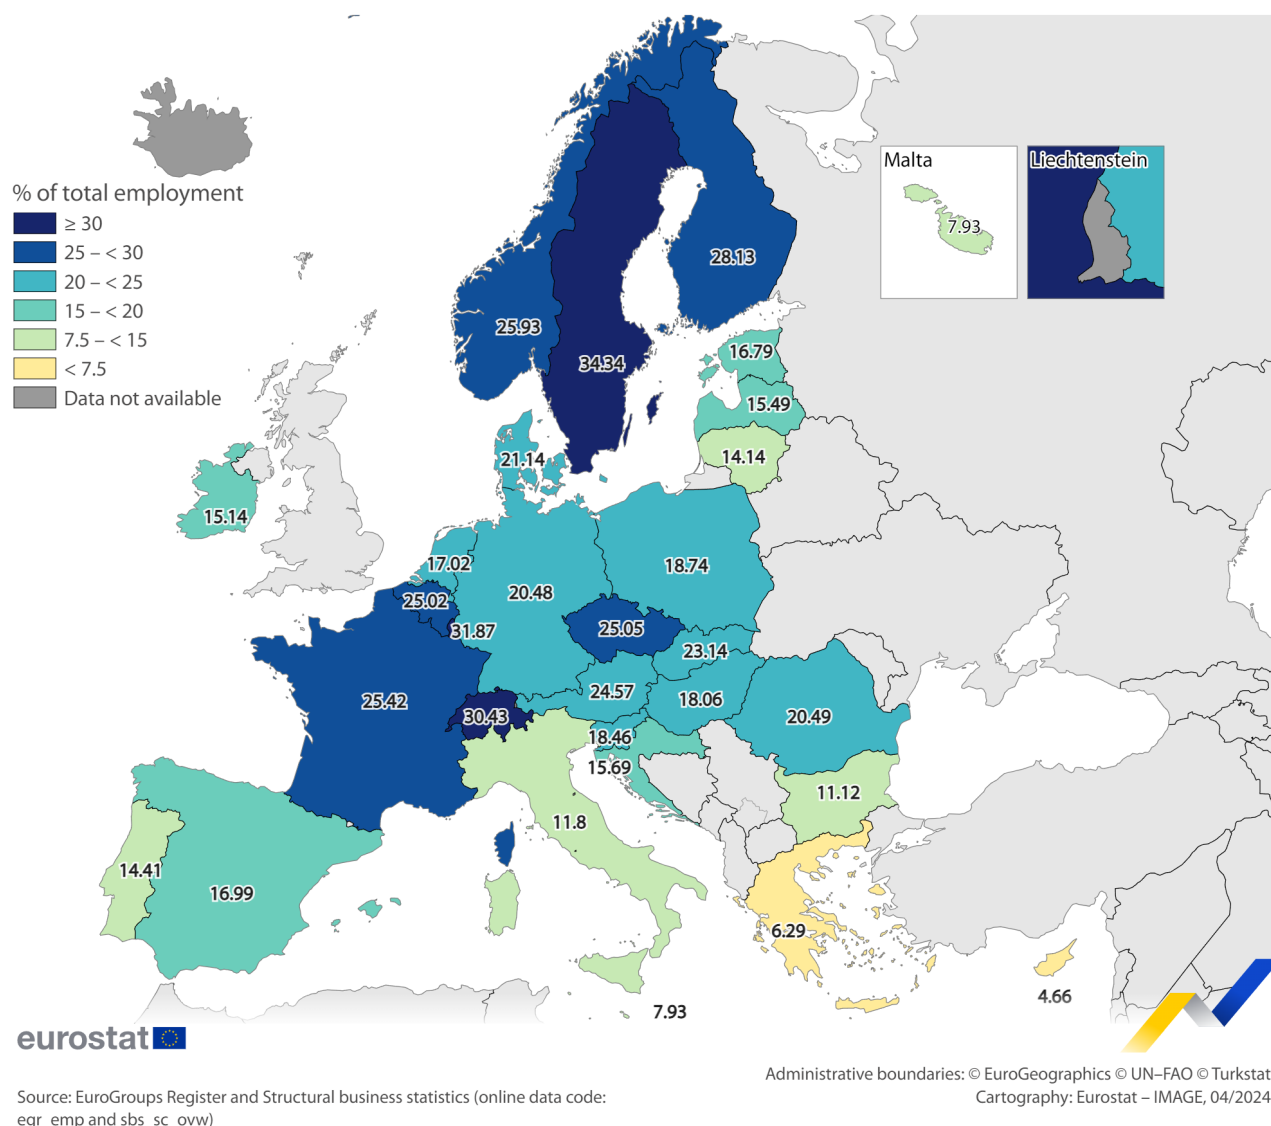 % of total employment
≥ 30
25 – < 30
20 – < 25
15 – < 20
7.5 – < 15
< 7.5
Data not available
Malta
7.93
Liechtenstein
28.13
25.93
34.34
16.79
15.49
14.14
21.14
15.14
17.02
18.74
20.48
25.02
25.05
31.87
23.14
24.57
25.42
18.06
30.43
20.49
18.46
15.69
11.12
11.8
14.41
16.99
6.29
4.66
7.93
eurostat
Administrative boundaries: © EuroGeographics © UN–FAO © Turkstat
Cartography: Eurostat – IMAGE, 04/2024
Source: EuroGroups Register and Structural business statistics (online data code:
egr_emp and sbs_sc_ovw)